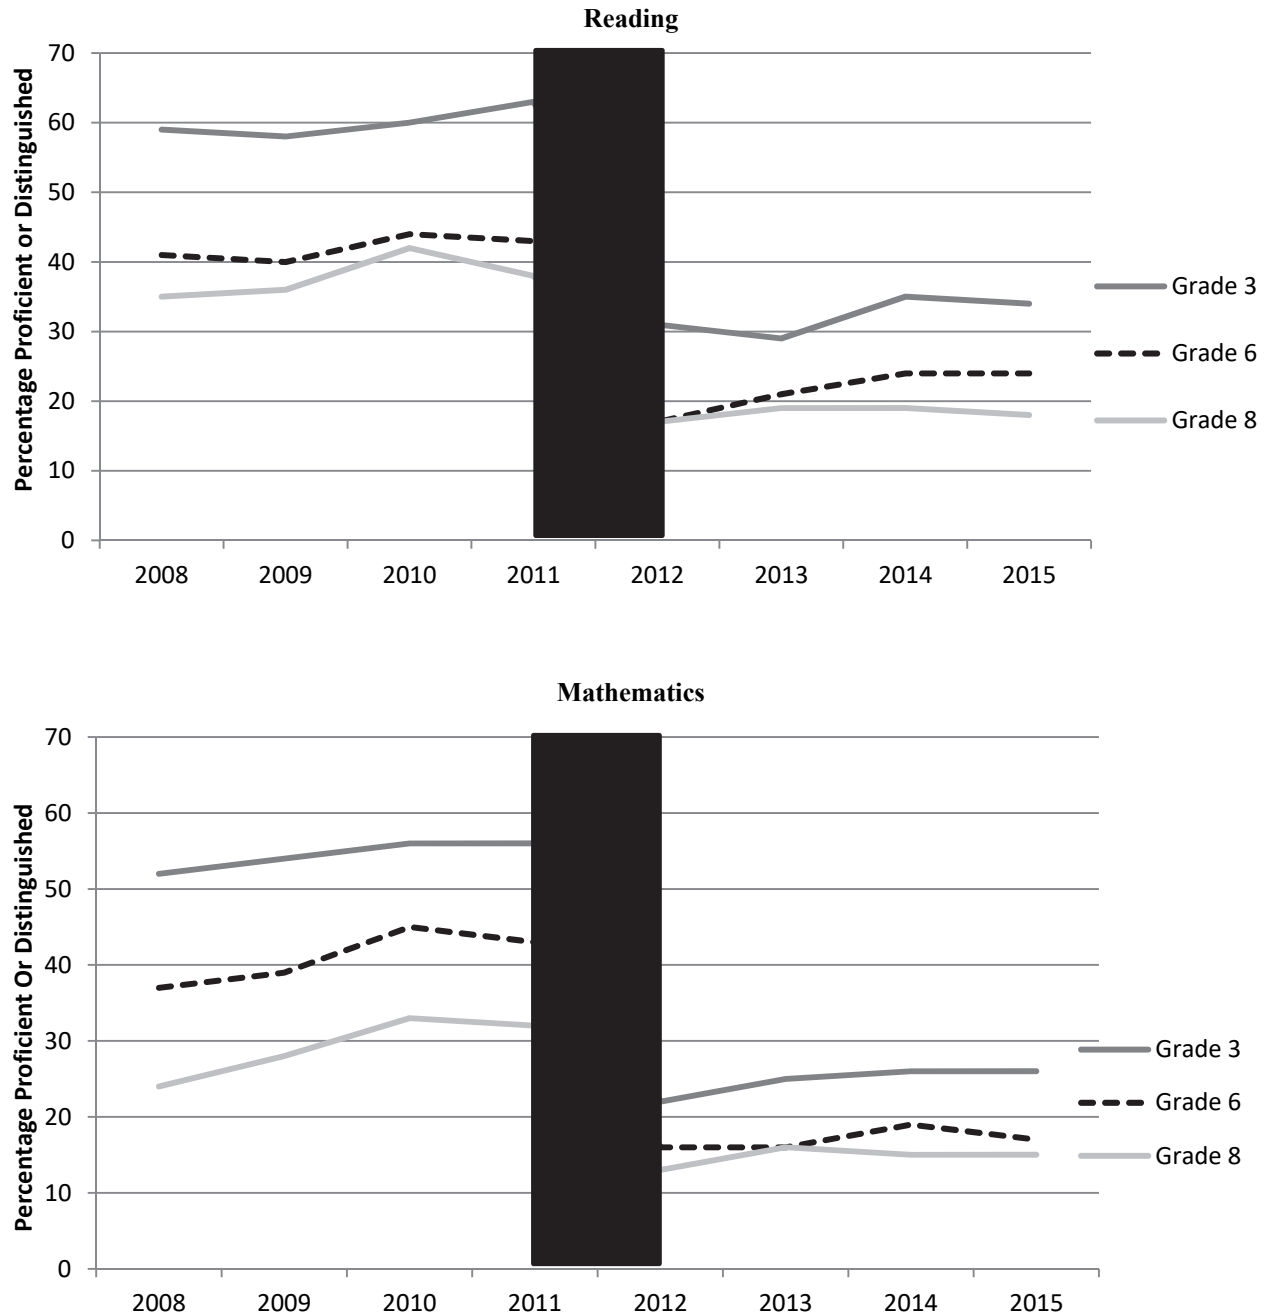 Reading
Percentage Proficient or Distinguished
70
60
50
40
30
20
10
0
2008 2009 2010 2011 2012 2013 2014 2015
Grade 3
Grade 6
Grade 8
Mathematics
Percentage Proficient Or Distinguished
70
60
50
40
30
20
10
0
2008 2009 2010 2011 2012 2013 2014 2015
Grade 3
Grade 6
Grade 8